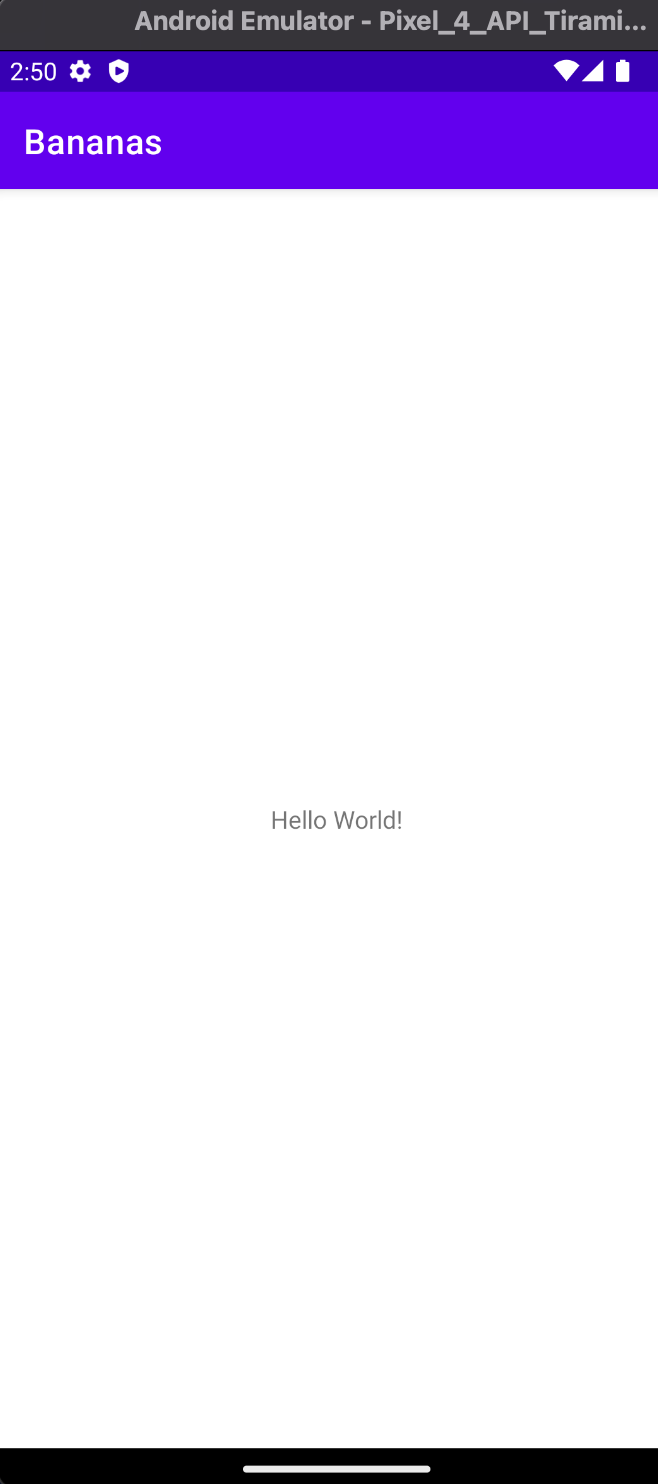 Android Emulator - Pixel_4_API_Tirami...
2:50
Bananas
Hello World!